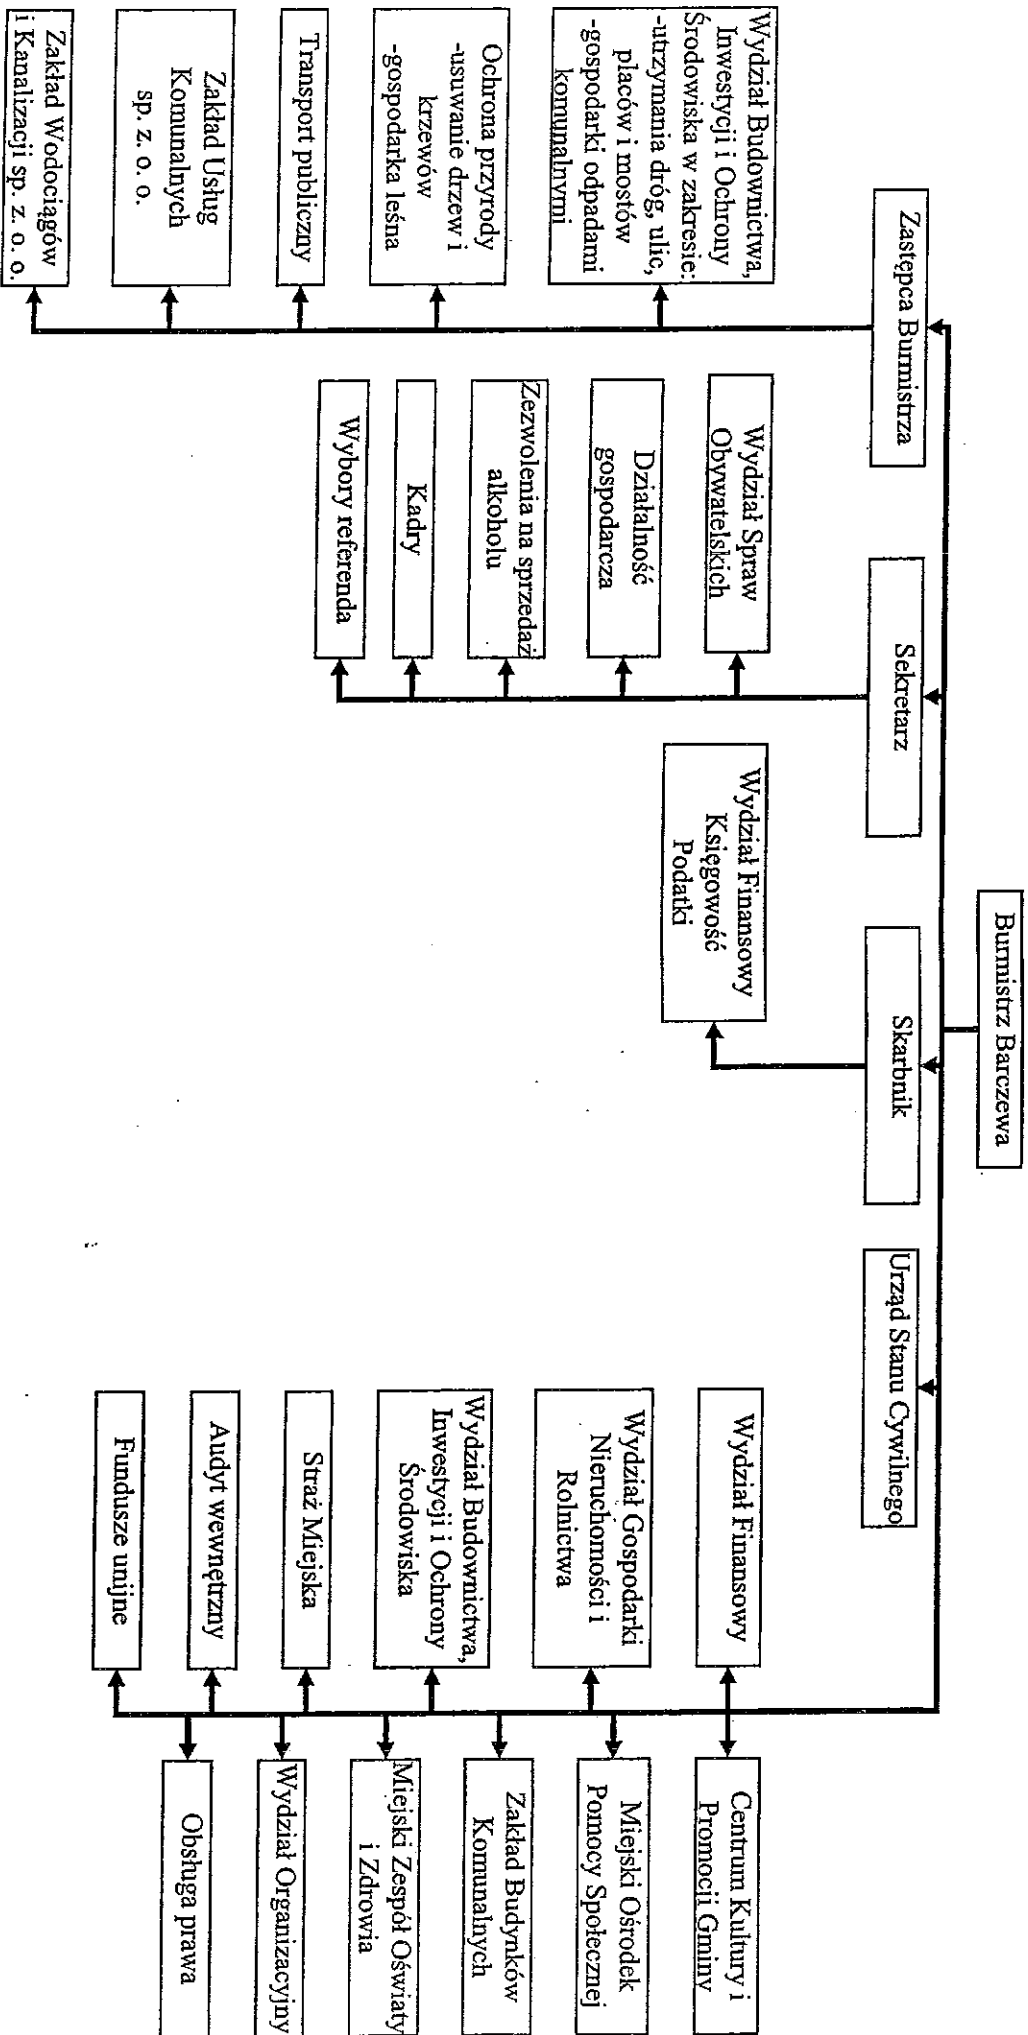 Burmistrz Barczewa
Zastępca Burmistrza
Sekretarz
Skarbnik
Urząd Stanu Cywilnego
Wydział Budownictwa,
Inwestycji i Ochrony
Środowiska w zakresie:
-utrzymania dróg, ulic,
placów i mostów
-gospodarki odpadami
komunalnymi
Ochrona przyrody
-usuwanie drzew i
krzewów
-gospodarka leśna
Transport publiczny
Zakład Usług
Komunalnych
sp. z. o. o.
Zakład Wodociągów
i Kanalizacji sp. z. o. o.
Wydział Spraw
Obywatelskich
Działalność
gospodarcza
Zezwolenia na sprzedaż
alkoholu
Kadry
Wybory referenda
Wydział Finansowy
Księgowość
Podatki
Wydział Finansowy
Wydział Gospodarki
Nieruchomości i
Rolnictwa
Wydział Budownictwa,
Inwestycji i Ochrony
Środowiska
Straż Miejska
Audyt wewnętrzny
Fundusze unijne
Centrum Kultury i
Promocji Gminy
Miejski Ośrodek
Pomocy Społecznej
Zakład Budynków
Komunalnych
Miejski Zespół Oświaty
i Zdrowia
Wydział Organizacyjny
Obsługa prawa